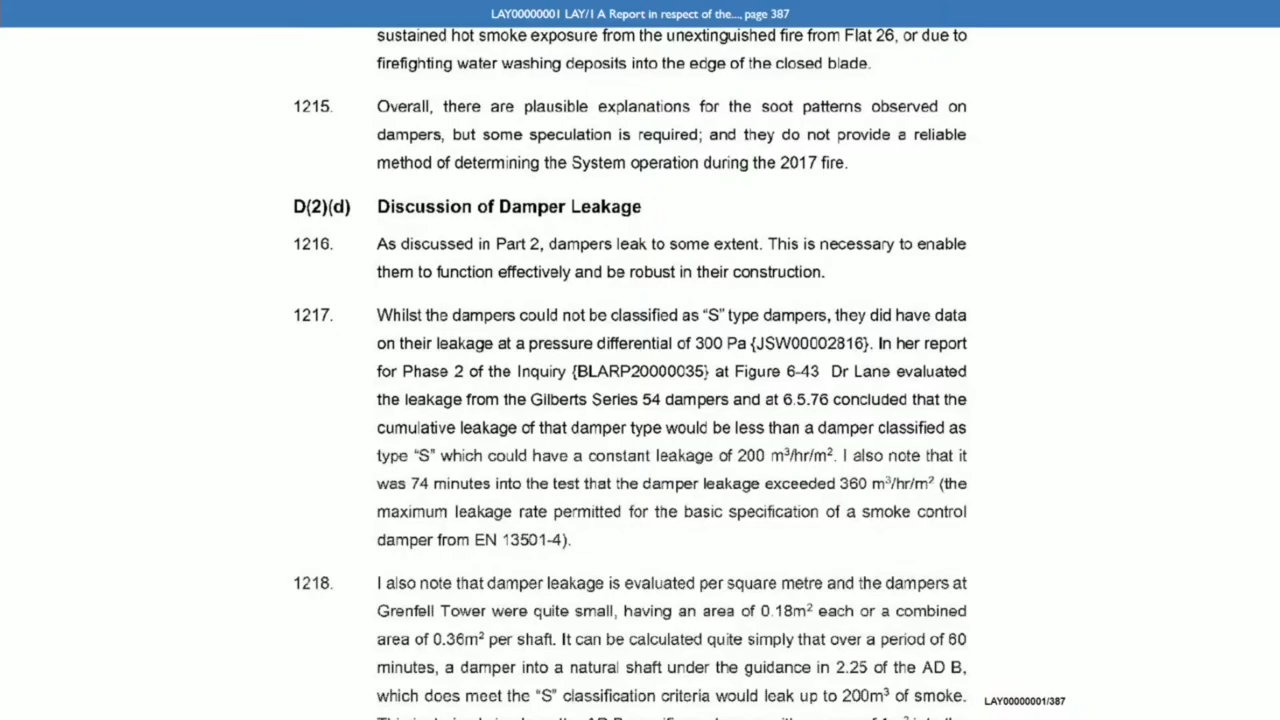 LAY00000001 LAY/1 A Report in respect of the..., page 387
sustained hot smoke exposure from the unextinguished fire from Flat 26, or due to
firefighting water washing deposits into the edge of the closed blade.
1215. Overall, there are plausible explanations for the soot patterns observed on
dampers, but some speculation is required; and they do not provide a reliable
method of determining the System operation during the 2017 fire.
D(2)(d) Discussion of Damper Leakage
1216. As discussed in Part 2, dampers leak to some extent. This is necessary to enable
them to function effectively and be robust in their construction.
1217. Whilst the dampers could not be classified as “S” type dampers, they did have data
on their leakage at a pressure differential of 300 Pa {JSW00002816}. In her report
for Phase 2 of the Inquiry {BLARP20000035} at Figure 6-43 Dr Lane evaluated
the leakage from the Gilberts Series 54 dampers and at 6.5.76 concluded that the
cumulative leakage of that damper type would be less than a damper classified as
type “S” which could have a constant leakage of 200 m³/hr/m². I also note that it
was 74 minutes into the test that the damper leakage exceeded 360 m³/hr/m² (the
maximum leakage rate permitted for the basic specification of a smoke control
damper from EN 13501-4).
1218. I also note that damper leakage is evaluated per square metre and the dampers at
Grenfell Tower were quite small, having an area of 0.18m² each or a combined
area of 0.36m² per shaft. It can be calculated quite simply that over a period of 60
minutes, a damper into a natural shaft under the guidance in 2.25 of the AD B,
which does meet the “S” classification criteria would leak up to 200m³ of smoke.
LAY00000001/387